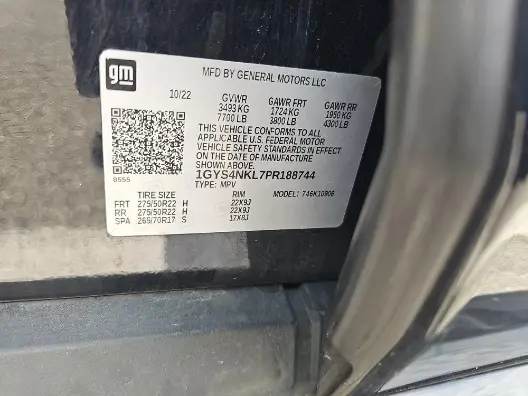 gm
MFD BY GENERAL MOTORS LLC
10/22 GVWR GAWR FRT GAWR RR
3493 KG 1724 KG 1950 KG
7700 LB 3800 LB 4300 LB
THIS VEHICLE CONFORMS TO ALL
APPLICABLE U.S. FEDERAL MOTOR
VEHICLE SAFETY STANDARDS IN EFFECT
ON THE DATE OF MANUFACTURE
SHOWN ABOVE.
1GYS4NKL7PR188744
TYPE: MPV MODEL: 746K10906
TIRE SIZE RIM
FRT 275/50R22 H 22X9J
RR 275/50R22 H 22X9J
SPA 265/70R17 S 17X8J